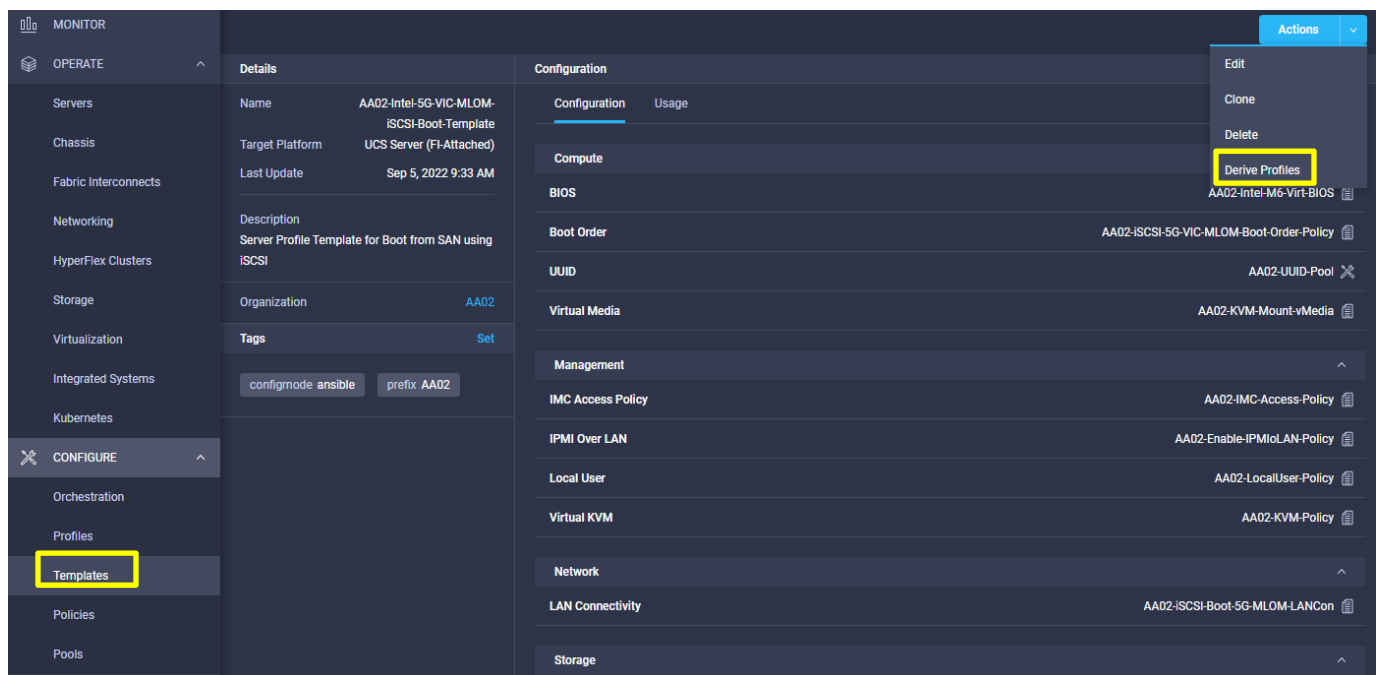 MONITOR
OPERATE
Servers
Chassis
Fabric Interconnects
Networking
HyperFlex Clusters
Storage
Virtualization
Integrated Systems
Kubernetes
CONFIGURE
Orchestration
Profiles
Templates
Policies
Pools
Details
Name AA02-Intel-5G-VIC-MLOM-
iSCSI-Boot-Template
Target Platform UCS Server (FI-Attached)
Last Update Sep 5, 2022 9:33 AM
Description
Server Profile Template for Boot from SAN using
iSCSI
Organization AA02
Tags Set
configmode ansible prefix AA02
Actions
Edit
Clone
Delete
Derive Profiles
Configuration
Configuration Usage
Compute
BIOS AA02-Intel-M6-Virt-BIOS
Boot Order AA02-iSCSI-5G-VIC-MLOM-Boot-Order-Policy
UUID AA02-UUID-Pool
Virtual Media AA02-KVM-Mount-vMedia
Management
IMC Access Policy AA02-IMC-Access-Policy
IPMI Over LAN AA02-Enable-IPMIoLAN-Policy
Local User AA02-LocalUser-Policy
Virtual KVM AA02-KVM-Policy
Network
LAN Connectivity AA02-iSCSI-Boot-5G-MLOM-LANCon
Storage